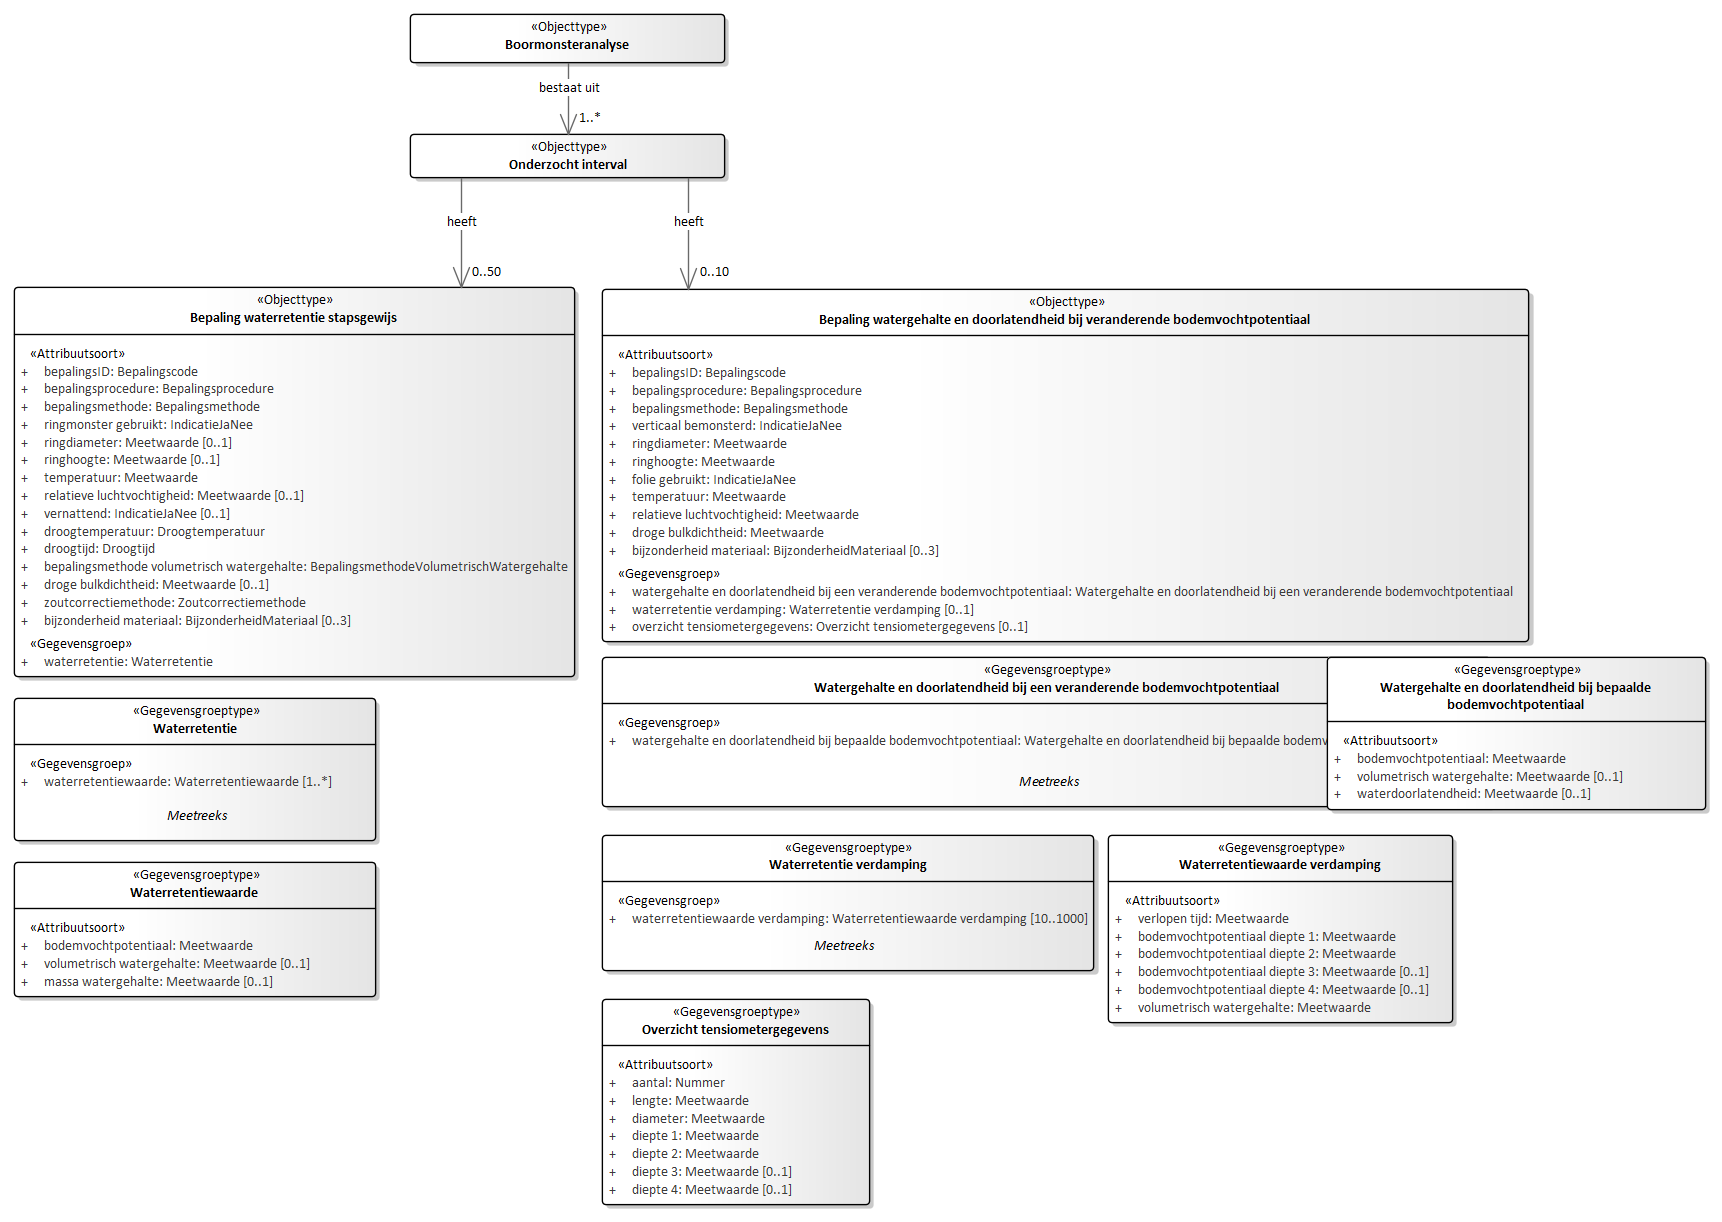 «Objecttype»
Boormonsteranalyse
bestaat uit
1..*
«Objecttype»
Onderzocht interval
heeft
heeft
0..50
0..10
«Objecttype»
Bepaling waterretentie stapsgewijs
«Attribuutsoort»
+ bepalingsID: Bepalingscode
+ bepalingsprocedure: Bepalingsprocedure
+ bepalingsmethode: Bepalingsmethode
+ ringmonster gebruikt: IndicatieJaNee
+ ringdiameter: Meetwaarde [0..1]
+ ringhoogte: Meetwaarde [0..1]
+ temperatuur: Meetwaarde
+ relatieve luchtvochtigheid: Meetwaarde [0..1]
+ vernattend: IndicatieJaNee [0..1]
+ droogtemperatuur: Droogtemperatuur
+ droogtijd: Droogtijd
+ bepalingsmethode volumetrisch watergehalte: BepalingsmethodeVolumetrischWatergehalte
+ droge bulkdichtheid: Meetwaarde [0..1]
+ zoutcorrectiemethode: Zoutcorrectiemethode
+ bijzonderheid materiaal: BijzonderheidMateriaal [0..3]
«Gegevensgroep»
+ waterretentie: Waterretentie
«Objecttype»
Bepaling watergehalte en doorlatendheid bij veranderende bodemvochtpotentiaal
«Attribuutsoort»
+ bepalingsID: Bepalingscode
+ bepalingsprocedure: Bepalingsprocedure
+ bepalingsmethode: Bepalingsmethode
+ verticaal bemonsterd: IndicatieJaNee
+ ringdiameter: Meetwaarde
+ ringhoogte: Meetwaarde
+ folie gebruikt: IndicatieJaNee
+ temperatuur: Meetwaarde
+ relatieve luchtvochtigheid: Meetwaarde
+ droge bulkdichtheid: Meetwaarde
+ bijzonderheid materiaal: BijzonderheidMateriaal [0..3]
«Gegevensgroep»
+ watergehalte en doorlatendheid bij een veranderende bodemvochtpotentiaal: Watergehalte en doorlatendheid bij een veranderende bodemvochtpotentiaal
+ waterretentie verdamping: Waterretentie verdamping [0..1]
+ overzicht tensiometergegevens: Overzicht tensiometergegevens [0..1]
«Gegevensgroeptype»
Waterretentie
«Gegevensgroep»
+ waterretentiewaarde: Waterretentiewaarde [1..*]
Meetreeks
«Gegevensgroeptype»
Watergehalte en doorlatendheid bij een veranderende bodemvochtpotentiaal
«Gegevensgroep»
+ watergehalte en doorlatendheid bij bepaalde bodemvochtpotentiaal: Watergehalte en doorlatendheid bij bepaalde bodemv
Meetreeks
«Gegevensgroeptype»
Watergehalte en doorlatendheid bij bepaalde
bodemvochtpotentiaal
«Attribuutsoort»
+ bodemvochtpotentiaal: Meetwaarde
+ volumetrisch watergehalte: Meetwaarde [0..1]
+ waterdoorlatendheid: Meetwaarde [0..1]
«Gegevensgroeptype»
Waterretentiewaarde
«Attribuutsoort»
+ bodemvochtpotentiaal: Meetwaarde
+ volumetrisch watergehalte: Meetwaarde [0..1]
+ massa watergehalte: Meetwaarde [0..1]
«Gegevensgroeptype»
Waterretentie verdamping
«Gegevensgroep»
+ waterretentiewaarde verdamping: Waterretentiewaarde verdamping [10..1000]
Meetreeks
«Gegevensgroeptype»
Waterretentiewaarde verdamping
«Attribuutsoort»
+ verlopen tijd: Meetwaarde
+ bodemvochtpotentiaal diepte 1: Meetwaarde
+ bodemvochtpotentiaal diepte 2: Meetwaarde
+ bodemvochtpotentiaal diepte 3: Meetwaarde [0..1]
+ bodemvochtpotentiaal diepte 4: Meetwaarde [0..1]
+ volumetrisch watergehalte: Meetwaarde
«Gegevensgroeptype»
Overzicht tensiometergegevens
«Attribuutsoort»
+ aantal: Nummer
+ lengte: Meetwaarde
+ diameter: Meetwaarde
+ diepte 1: Meetwaarde
+ diepte 2: Meetwaarde
+ diepte 3: Meetwaarde [0..1]
+ diepte 4: Meetwaarde [0..1]